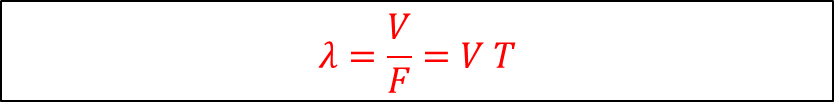 λ = V/F = V T